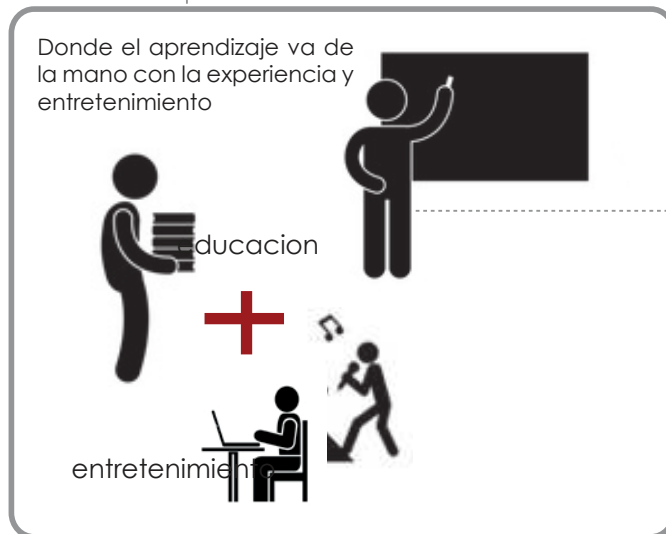 Donde el aprendizaje va de
la mano con la experiencia y
entretenimiento
educacion
entretenimiento